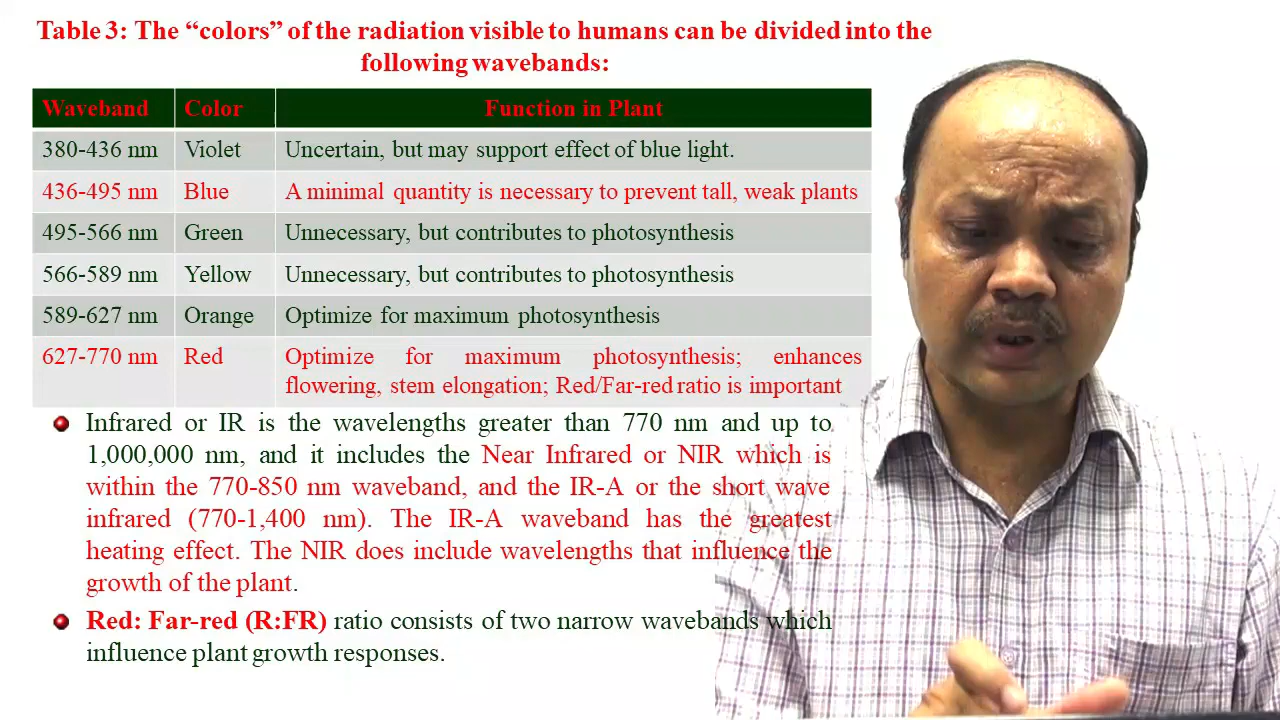 Table 3: The “colors” of the radiation visible to humans can be divided into the
following wavebands:
Waveband Color Function in Plant
380-436 nm Violet Uncertain, but may support effect of blue light.
436-495 nm Blue A minimal quantity is necessary to prevent tall, weak plants
495-566 nm Green Unnecessary, but contributes to photosynthesis
566-589 nm Yellow Unnecessary, but contributes to photosynthesis
589-627 nm Orange Optimize for maximum photosynthesis
627-770 nm Red Optimize for maximum photosynthesis; enhances
flowering, stem elongation; Red/Far-red ratio is important
Infrared or IR is the wavelengths greater than 770 nm and up to
1,000,000 nm, and it includes the Near Infrared or NIR which is
within the 770-850 nm waveband, and the IR-A or the short wave
infrared (770-1,400 nm). The IR-A waveband has the greatest
heating effect. The NIR does include wavelengths that influence the
growth of the plant.
Red: Far-red (R:FR) ratio consists of two narrow wavebands which
influence plant growth responses.